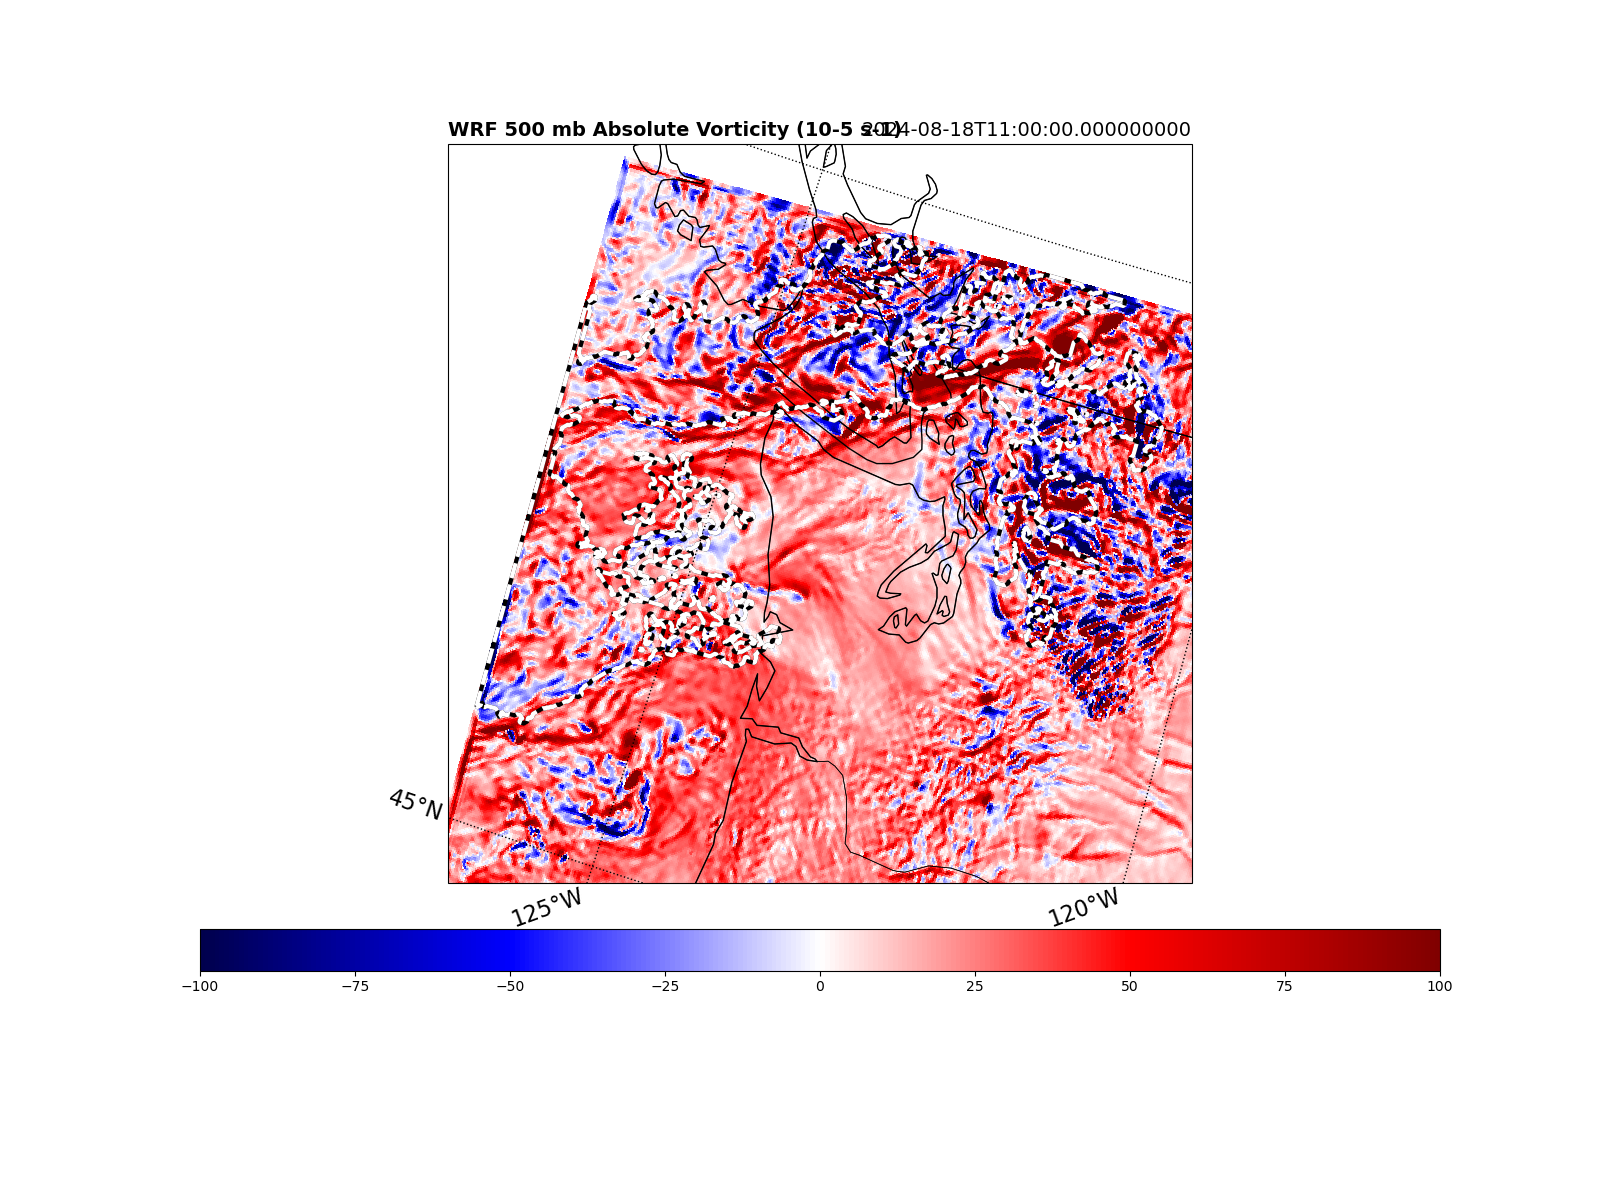 WRF 500 mb Absolute Vorticity (10-5 s-1) 2024-08-18T11:00:00.000000000
45°N
125°W 120°W
−100 −75 −50 −25 0 25 50 75 100